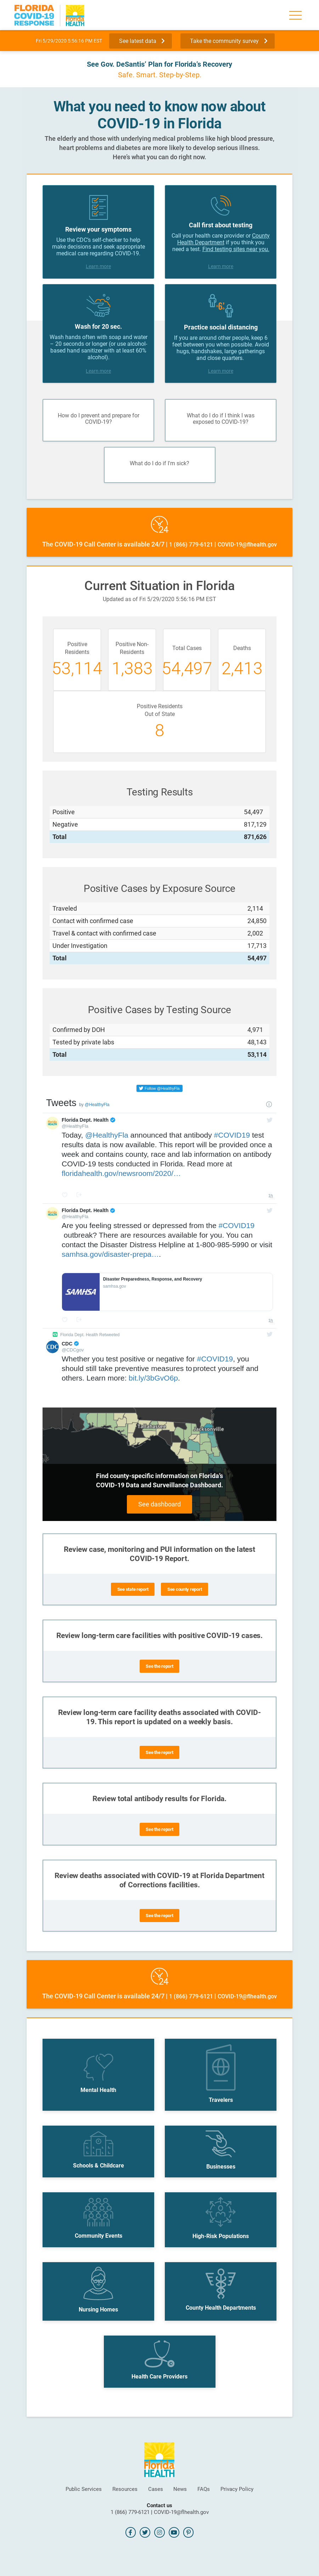 FLORIDA
COVID-19
RESPONSE
Florida
HEALTH
Fri 5/29/2020 5:56:16 PM EST
See latest data
Take the community survey
See Gov. DeSantis' Plan for Florida's Recovery
Safe. Smart. Step-by-Step.
What you need to know now about
COVID-19 in Florida
The elderly and those with underlying medical problems like high blood pressure,
heart problems and diabetes are more likely to develop serious illness.
Here's what you can do right now.
Review your symptoms
Use the CDC's self-checker to help
make decisions and seek appropriate
medical care regarding COVID-19.
Learn more
Call first about testing
Call your health care provider or County
Health Department if you think you
need a test. Find testing sites near you.
Learn more
Wash for 20 sec.
Wash hands often with soap and water
– 20 seconds or longer (or use alcohol-
based hand sanitizer with at least 60%
alcohol).
Learn more
Practice social distancing
If you are around other people, keep 6
feet between you when possible. Avoid
hugs, handshakes, large gatherings
and close quarters.
Learn more
How do I prevent and prepare for
COVID-19?
What do I do if I think I was
exposed to COVID-19?
What do I do if I'm sick?
24
The COVID-19 Call Center is available 24/7 | 1 (866) 779-6121 | COVID-19@flhealth.gov
Current Situation in Florida
Updated as of Fri 5/29/2020 5:56:16 PM EST
Positive
Residents
53,114
Positive Non-
Residents
1,383
Total Cases
54,497
Deaths
2,413
Positive Residents
Out of State
8
Testing Results
Positive 54,497
Negative 817,129
Total 871,626
Positive Cases by Exposure Source
Traveled 2,114
Contact with confirmed case 24,850
Travel & contact with confirmed case 2,002
Under Investigation 17,713
Total 54,497
Positive Cases by Testing Source
Confirmed by DOH 4,971
Tested by private labs 48,143
Total 53,114
Follow @HealthyFla
Tweets by @HealthyFla
Florida Dept. Health
@HealthyFla
Today, @HealthyFla announced that antibody #COVID19 test
results data is now available. This report will be provided once a
week and contains county, race and lab information on antibody
COVID-19 tests conducted in Florida. Read more at
floridahealth.gov/newsroom/2020/…
1h
Florida Dept. Health
@HealthyFla
Are you feeling stressed or depressed from the #COVID19
other are resources available for you. You can
contact the Disaster Distress Helpline at 1-800-985-5990 or visit
samhsa.gov/disaster-prepa….
SAMHSA
Disaster Preparedness, Response, and Recovery
samhsa.gov
Florida Dept. Health Retweeted
CDC
CDC
@CDCgov
Whether you test positive or negative for #COVID19, you
should still take preventive measures to protect yourself and
others. Learn more: bit.ly/3bGvO6p.
Tallahassee
Jacksonville
Find county-specific information on Florida's
COVID-19 Data and Surveillance Dashboard.
See dashboard
Review case, monitoring and PUI information on the latest
COVID-19 Report.
See state report
See county report
Review long-term care facilities with positive COVID-19 cases.
See the report
Review long-term care facility deaths associated with COVID-
19. This report is updated on a weekly basis.
See the report
Review total antibody results for Florida.
See the report
Review deaths associated with COVID-19 at Florida Department
of Corrections facilities.
See the report
24
The COVID-19 Call Center is available 24/7 | 1 (866) 779-6121 | COVID-19@flhealth.gov
Mental Health
Travelers
Schools & Childcare
Businesses
Community Events
High-Risk Populations
Nursing Homes
County Health Departments
Health Care Providers
Florida
HEALTH
Public Services
Resources
Cases
News
FAQs
Privacy Policy
Contact us
1 (866) 779-6121 | COVID-19@flhealth.gov